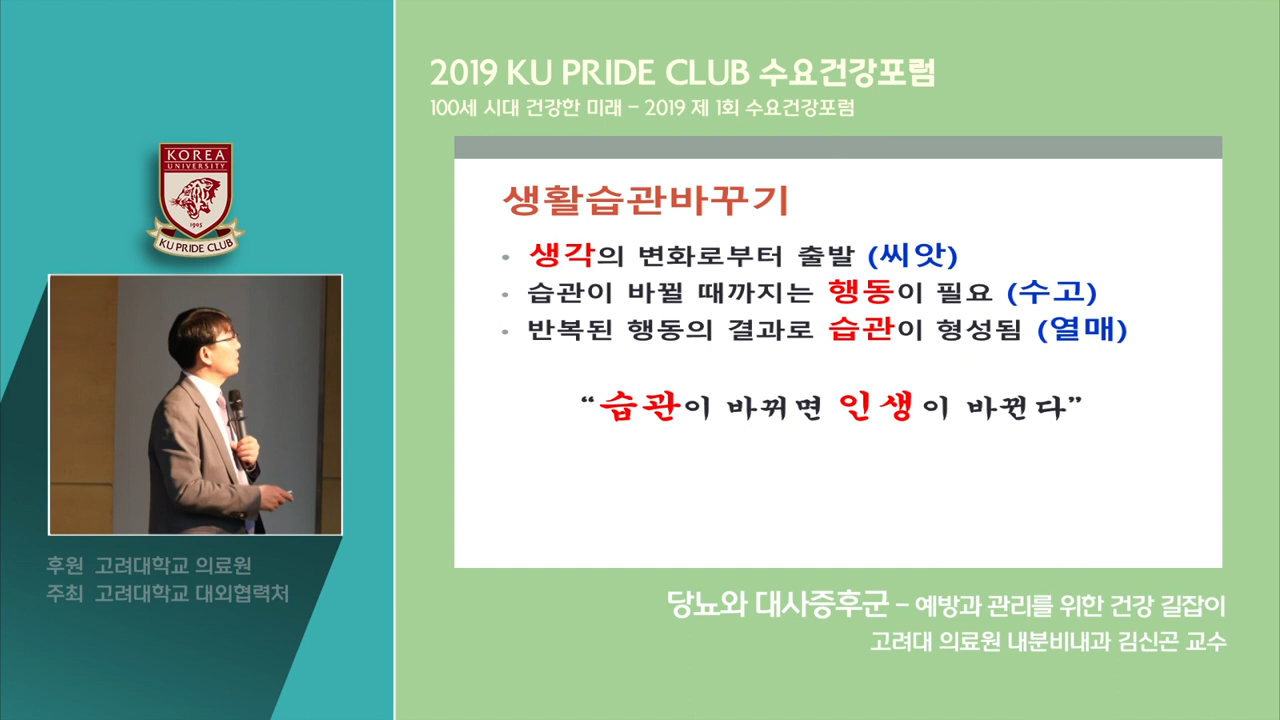 2019 KU PRIDE CLUB 수요건강포럼
100세 시대 건강한 미래 – 2019 제 1회 수요건강포럼
KOREA
UNIVERSITY
1905
KU PRIDE CLUB
생활습관바꾸기
• 생각의 변화로부터 출발 (씨앗)
• 습관이 바뀔 때까지는 행동이 필요 (수고)
• 반복된 행동의 결과로 습관이 형성됨 (열매)
“습관이 바뀌면 인생이 바뀐다”
후원 고려대학교 의료원
주최 고려대학교 대외협력처
당뇨와 대사증후군 – 예방과 관리를 위한 건강 길잡이
고려대 의료원 내분비내과 김신곤 교수